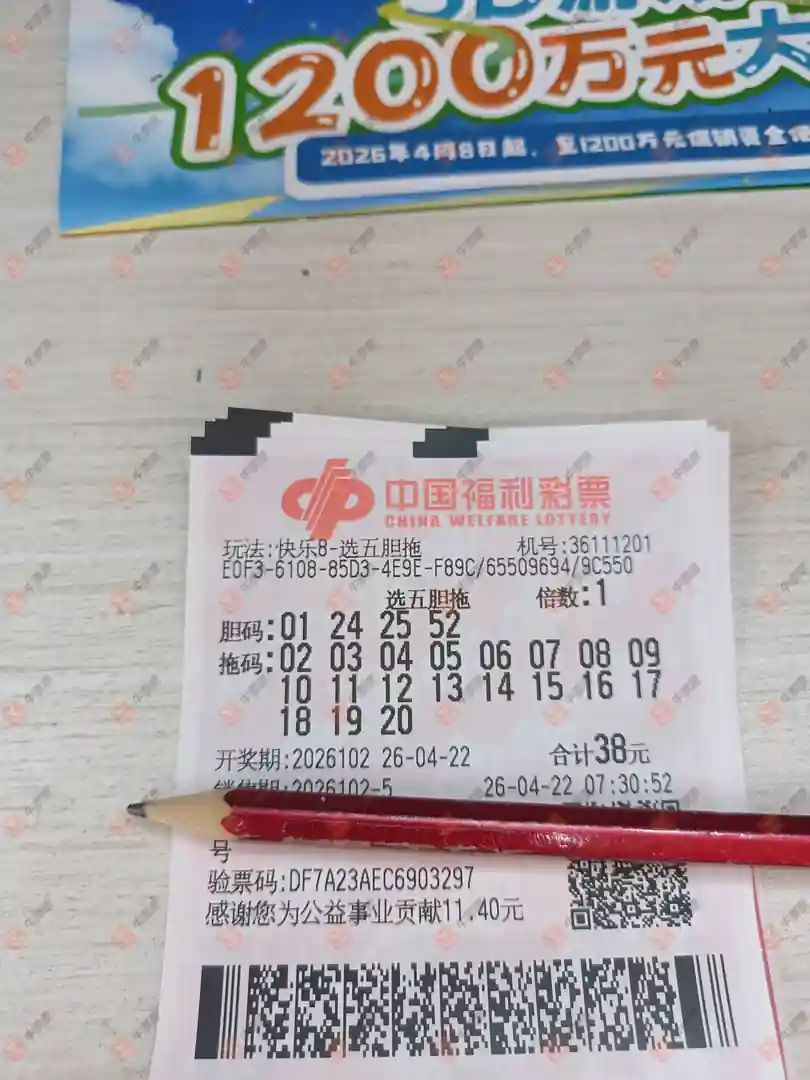 1200万元大
2026年4月8日起，至1200万元促销资金
中国福利彩票
CHINA WELFARE LOTTERY
玩法:快乐8-选五胆拖 机号:36111201
E0F3-6108-85D3-4E9E-F89C/65509694/9C550
选五胆拖 倍数:1
胆码:01 24 25 52
拖码:02 03 04 05 06 07 08 09
10 11 12 13 14 15 16 17
18 19 20
开奖期:2026102 26-04-22 合计38元
销售期:2026102-5 26-04-22 07:30:52
号
验票码:DF7A23AEC6903297
感谢您为公益事业贡献11.40元